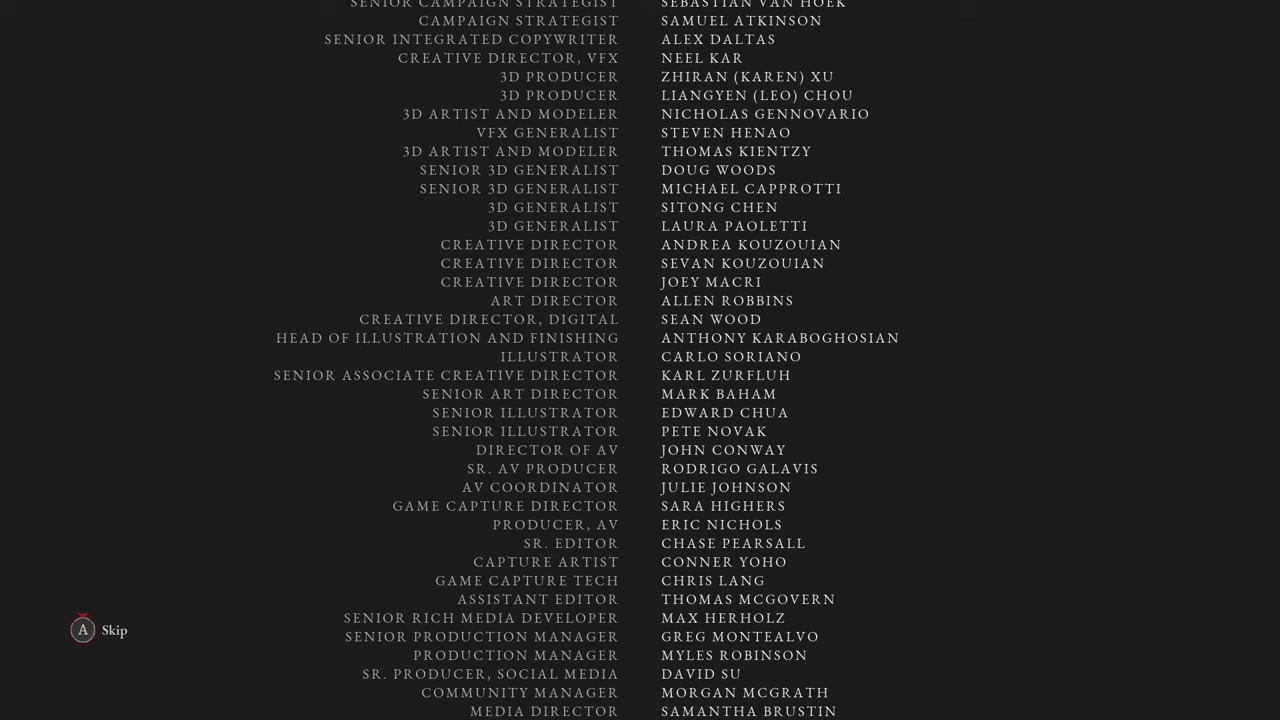 SENIOR CAMPAIGN STRATEGIST SEBASTIAN VAN HOEK
CAMPAIGN STRATEGIST SAMUEL ATKINSON
SENIOR INTEGRATED COPYWRITER ALEX DALTAS
CREATIVE DIRECTOR, VFX NEEL KAR
3D PRODUCER ZHIRAN (KAREN) XU
3D PRODUCER LIANGYEN (LEO) CHOU
3D ARTIST AND MODELER NICHOLAS GENNOVARIO
VFX GENERALIST STEVEN HENAO
3D ARTIST AND MODELER THOMAS KIENTZY
SENIOR 3D GENERALIST DOUG WOODS
SENIOR 3D GENERALIST MICHAEL CAPPROTTI
3D GENERALIST SITONG CHEN
3D GENERALIST LAURA PAOLETTI
CREATIVE DIRECTOR ANDREA KOUZOUIAN
CREATIVE DIRECTOR SEVAN KOUZOUIAN
CREATIVE DIRECTOR JOEY MACRI
ART DIRECTOR ALLEN ROBBINS
CREATIVE DIRECTOR, DIGITAL SEAN WOOD
HEAD OF ILLUSTRATION AND FINISHING ANTHONY KARABOGHOSIAN
ILLUSTRATOR CARLO SORIANO
SENIOR ASSOCIATE CREATIVE DIRECTOR KARL ZURFLUH
SENIOR ART DIRECTOR MARK BAHAM
SENIOR ILLUSTRATOR EDWARD CHUA
SENIOR ILLUSTRATOR PETE NOVAK
DIRECTOR OF AV JOHN CONWAY
SR. AV PRODUCER RODRIGO GALAVIS
AV COORDINATOR JULIE JOHNSON
GAME CAPTURE DIRECTOR SARA HIGHERS
PRODUCER, AV ERIC NICHOLS
SR. EDITOR CHASE PEARSALL
CAPTURE ARTIST CONNER YOHO
GAME CAPTURE TECH CHRIS LANG
ASSISTANT EDITOR THOMAS MCGOVERN
SENIOR RICH MEDIA DEVELOPER MAX HERHOLZ
A Skip
SENIOR PRODUCTION MANAGER GREG MONTEALVO
PRODUCTION MANAGER MYLES ROBINSON
SR. PRODUCER, SOCIAL MEDIA DAVID SU
COMMUNITY MANAGER MORGAN MCGRATH
MEDIA DIRECTOR SAMANTHA BRUSTIN